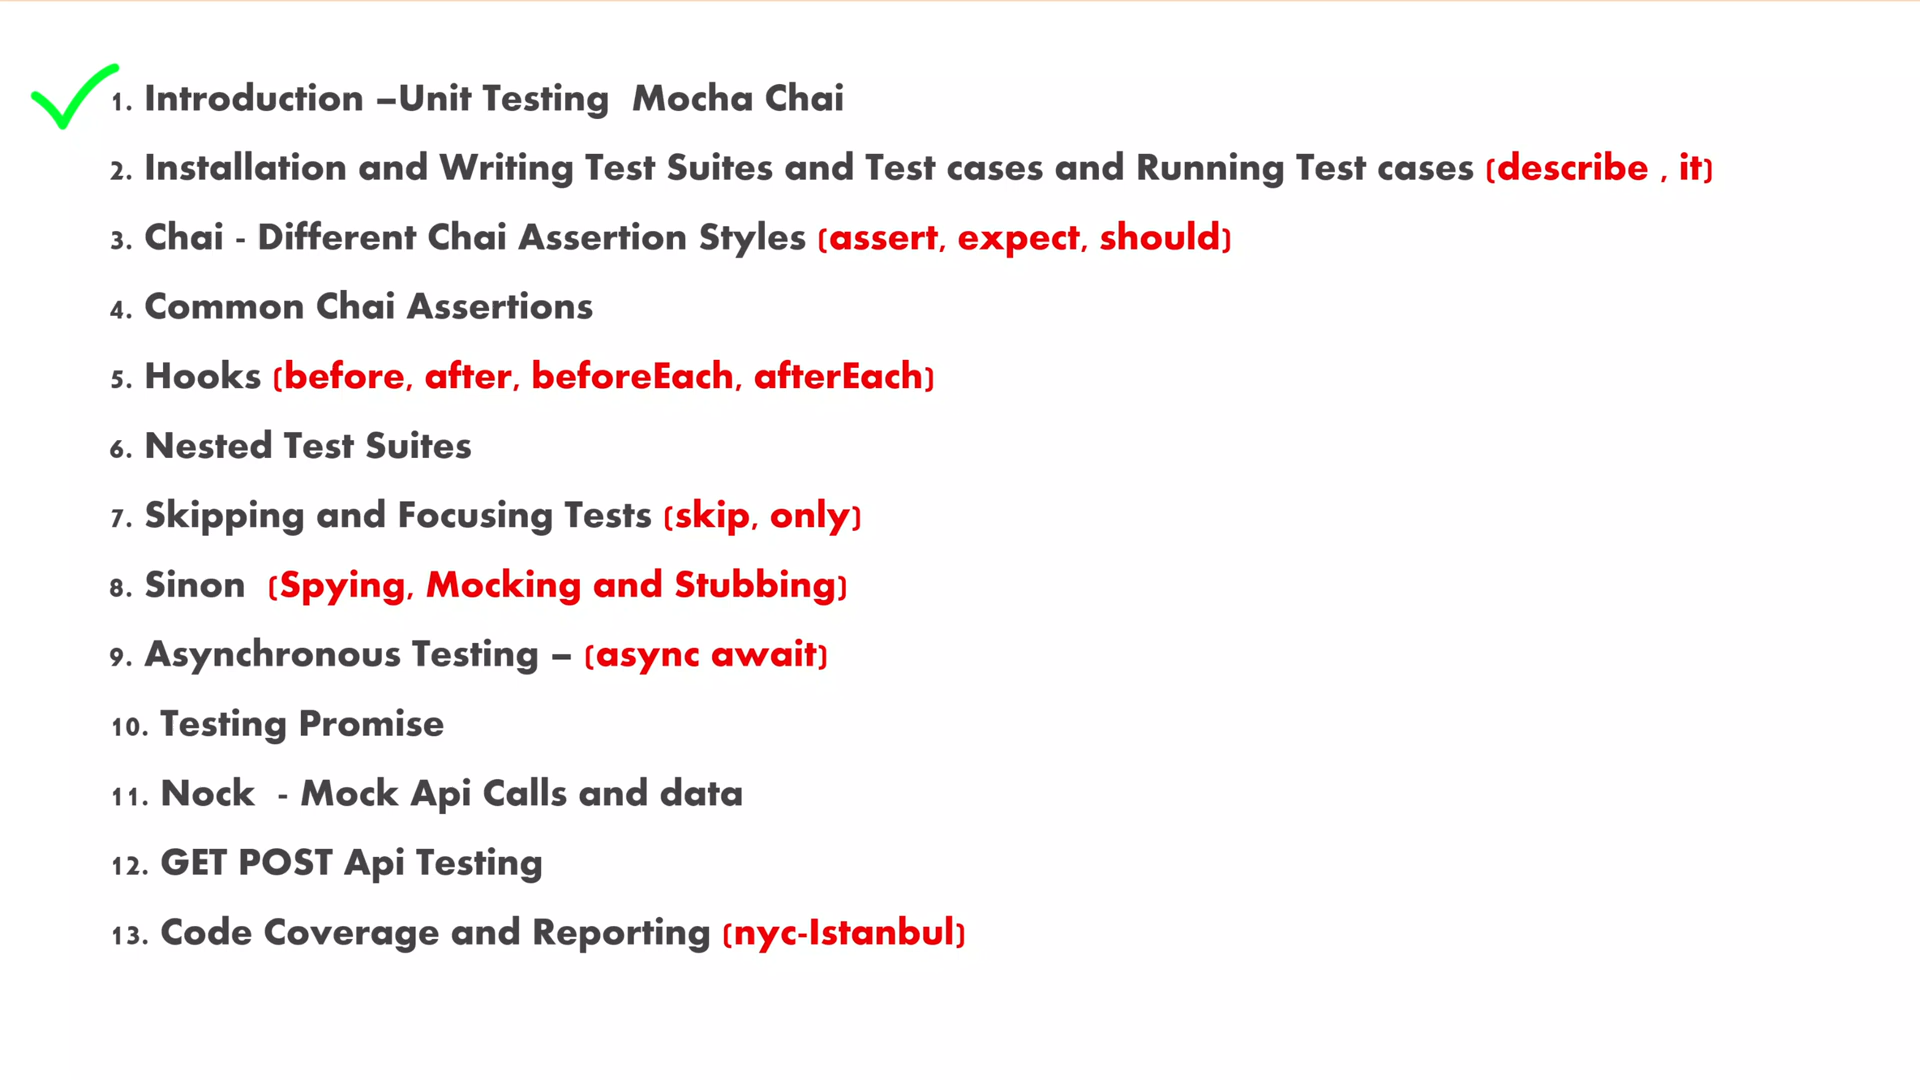 1. Introduction –Unit Testing  Mocha Chai
2. Installation and Writing Test Suites and Test cases and Running Test cases (describe , it)
3. Chai - Different Chai Assertion Styles (assert, expect, should)
4. Common Chai Assertions
5. Hooks (before, after, beforeEach, afterEach)
6. Nested Test Suites
7. Skipping and Focusing Tests (skip, only)
8. Sinon  (Spying, Mocking and Stubbing)
9. Asynchronous Testing – (async await)
10. Testing Promise
11. Nock  - Mock Api Calls and data
12. GET POST Api Testing
13. Code Coverage and Reporting (nyc-Istanbul)